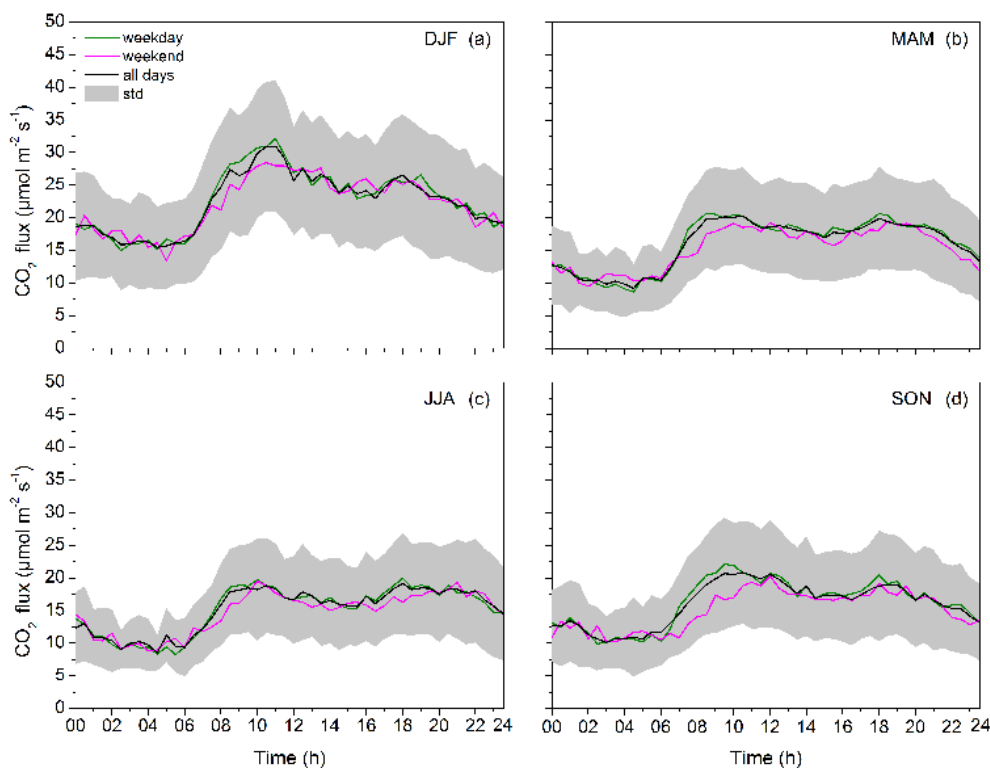 50
45
40
35
30
25
20
15
10
5
0
CO2 flux (μmol m-2 s-1)
weekday
weekend
all days
std
DJF (a)
MAM (b)
50
45
40
35
30
25
20
15
10
5
0
CO2 flux (μmol m-2 s-1)
JJA (c)
SON (d)
00 02 04 06 08 10 12 14 16 18 20 22 24
00 02 04 06 08 10 12 14 16 18 20 22 24
Time (h)
Time (h)